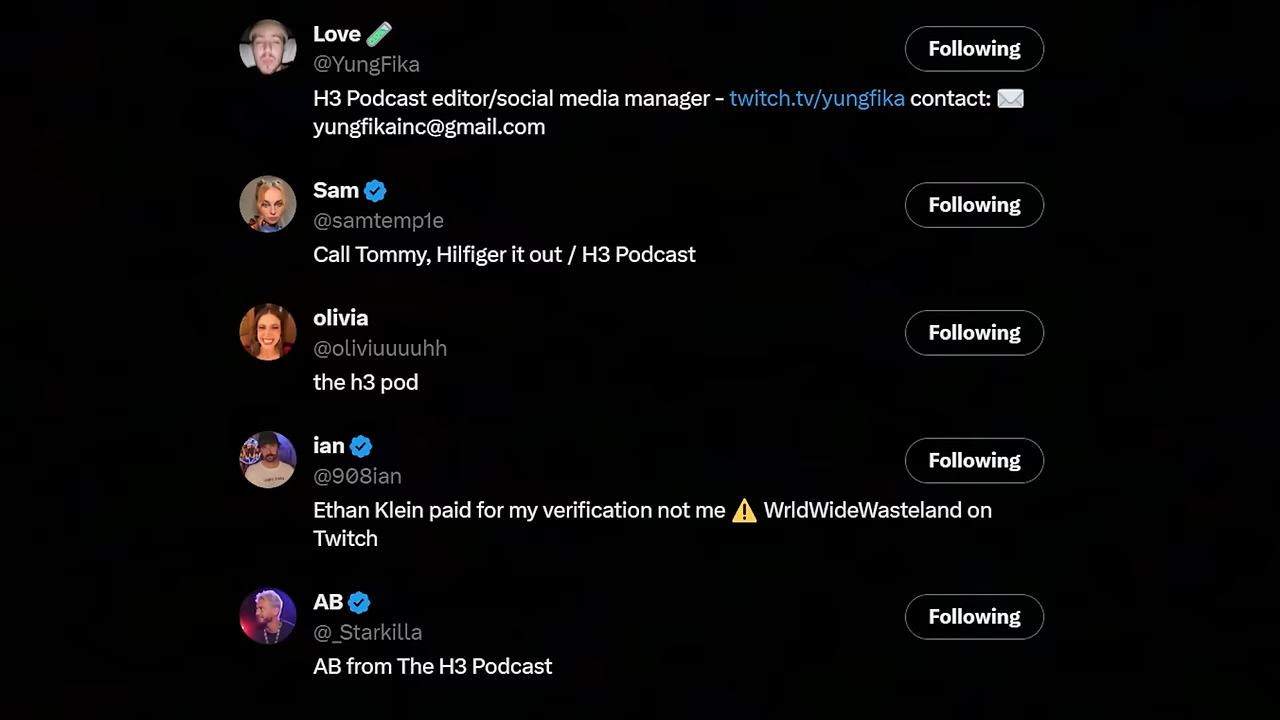 Love 🧪
@YungFika
Following
H3 Podcast editor/social media manager - twitch.tv/yungfika contact: ✉️
yungfikainc@gmail.com
Sam
@samtemp1e
Following
Call Tommy, Hilfiger it out / H3 Podcast
olivia
@oliviuuuuhh
Following
the h3 pod
ian
@908ian
Following
Ethan Klein paid for my verification not me ⚠️ WrldWideWasteland on
Twitch
AB
@_Starkilla
Following
AB from The H3 Podcast